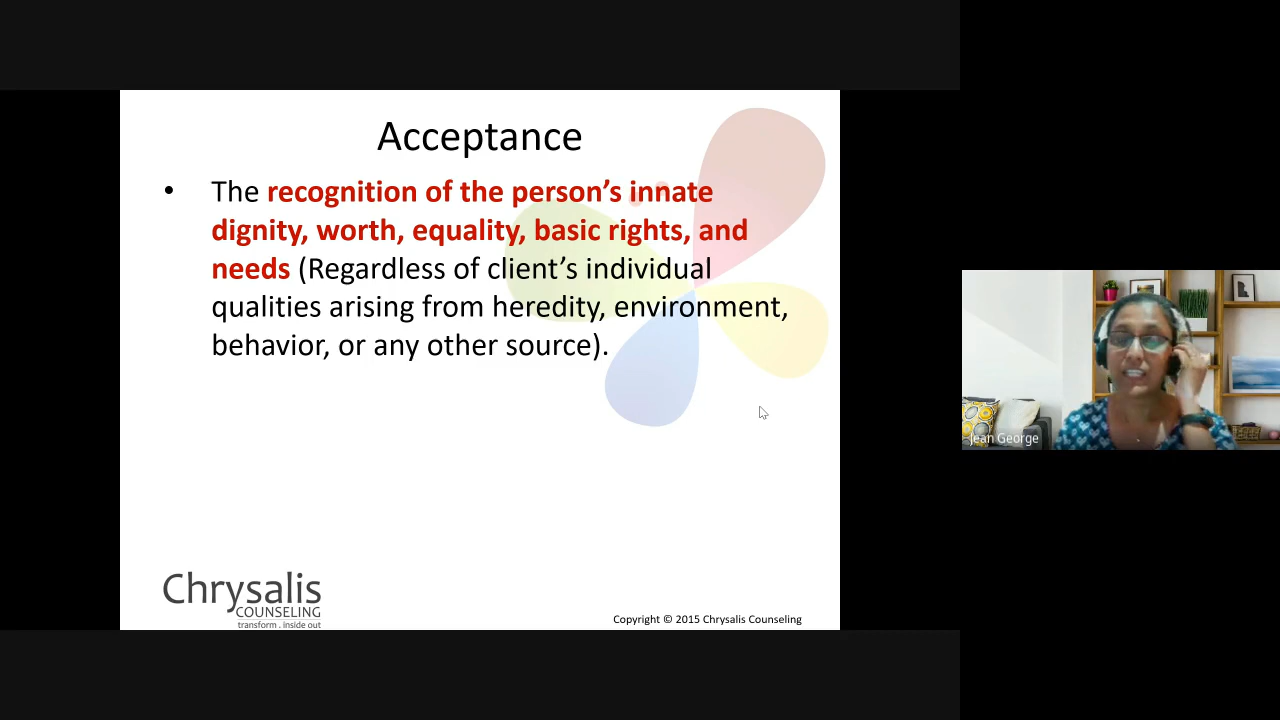 Acceptance
• The recognition of the person’s innate
dignity, worth, equality, basic rights, and
needs (Regardless of client’s individual
qualities arising from heredity, environment,
behavior, or any other source).
Chrysalis
COUNSELING
transform . inside out
Copyright © 2015 Chrysalis Counseling
Jean George